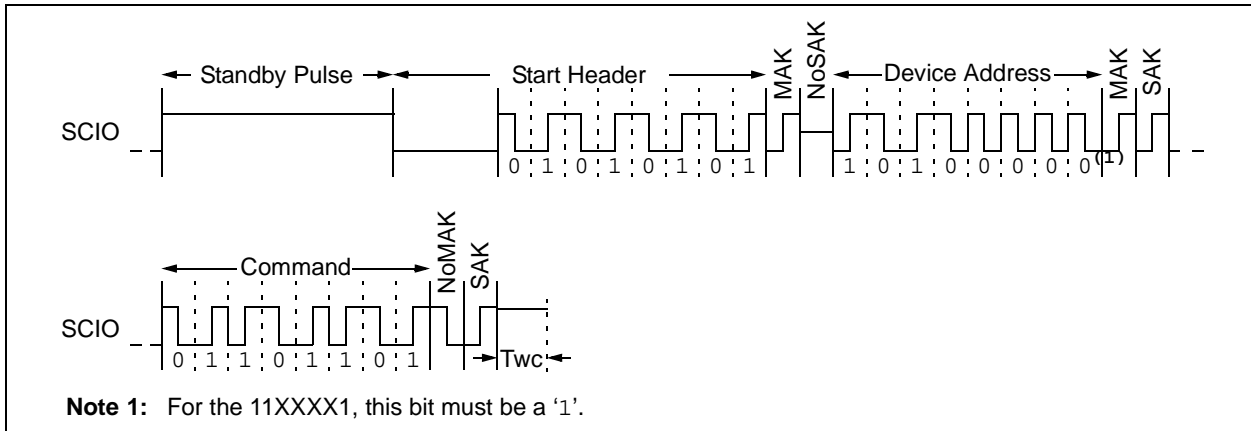 Standby Pulse
Start Header
MAK
NoSAK
Device Address
MAK
SAK
SCIO
0 1 0 1 0 1 0 1
1 0 1 0 0 0 0 0(1)
Command
NoMAK
SAK
SCIO
0 1 1 0 1 1 0 1
Twc
Note 1: For the 11XXXX1, this bit must be a ‘1’.